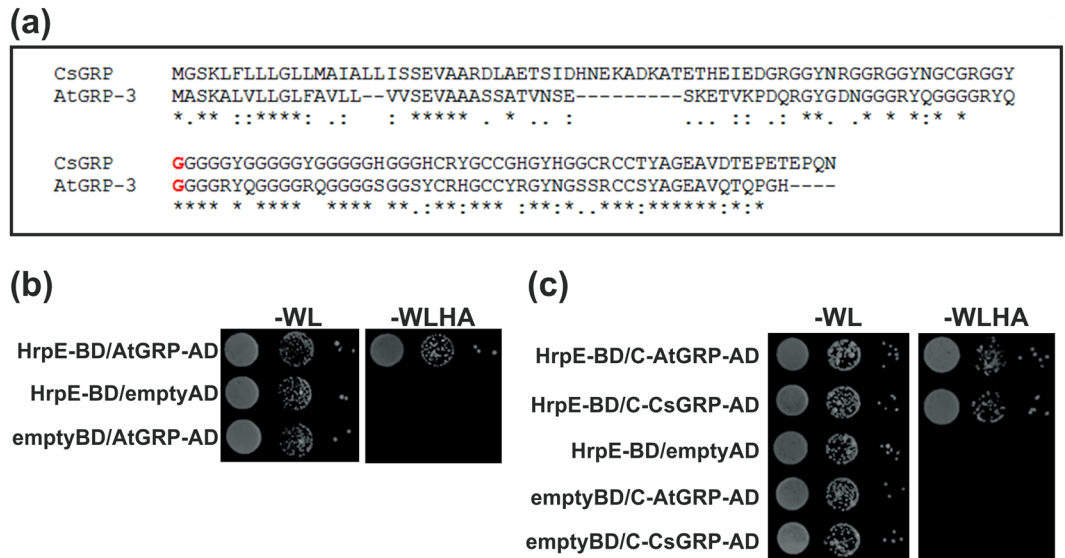 (a)
CsGRP MGSKLFLLLGLLMAIALLISSEVAARDLAETSIDHNEKADKATETHEIEDGRGGYNRGGRGGYNGCGRGGY
AtGRP-3 MASKALVLLGLFAVLL--VVSEVAAASSATVNSE---------SKETVKPDQRGYGDNGGGRYQGGGGRYQ
*.** ::****: .: : ***** . * .. : ... :: .: **. .* * *:* *
CsGRP GGGGGYGGGGGYGGGGGHGGGHCRYGCCGHGYHGGCRCCTYAGEAVDTEPETEPQN
AtGRP-3 GGGGRYQGGGGRQGGGGSGGSYCRHGCCYRGYNGSSRCCSYAGEAVQTQPGH----
**** * **** **** **.:**:*** :**:*..***:******:*:*
(b)
-WL -WLHA
HrpE-BD/AtGRP-AD
HrpE-BD/emptyAD
emptyBD/AtGRP-AD
(c)
-WL -WLHA
HrpE-BD/C-AtGRP-AD
HrpE-BD/C-CsGRP-AD
HrpE-BD/emptyAD
emptyBD/C-AtGRP-AD
emptyBD/C-CsGRP-AD